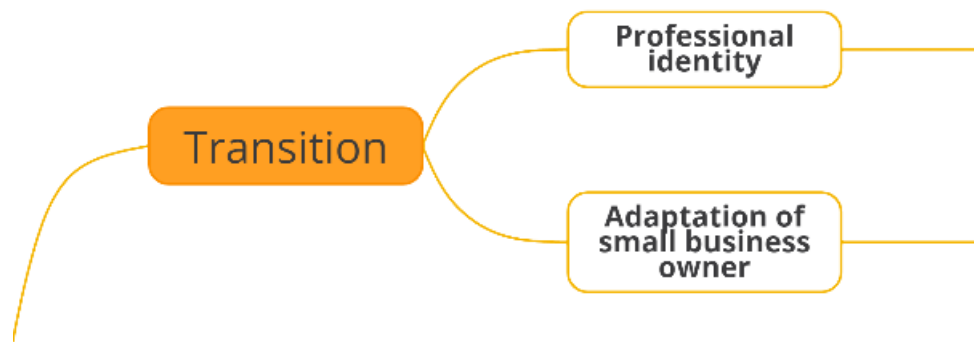 Professional
identity
Transition
Adaptation of
small business
owner